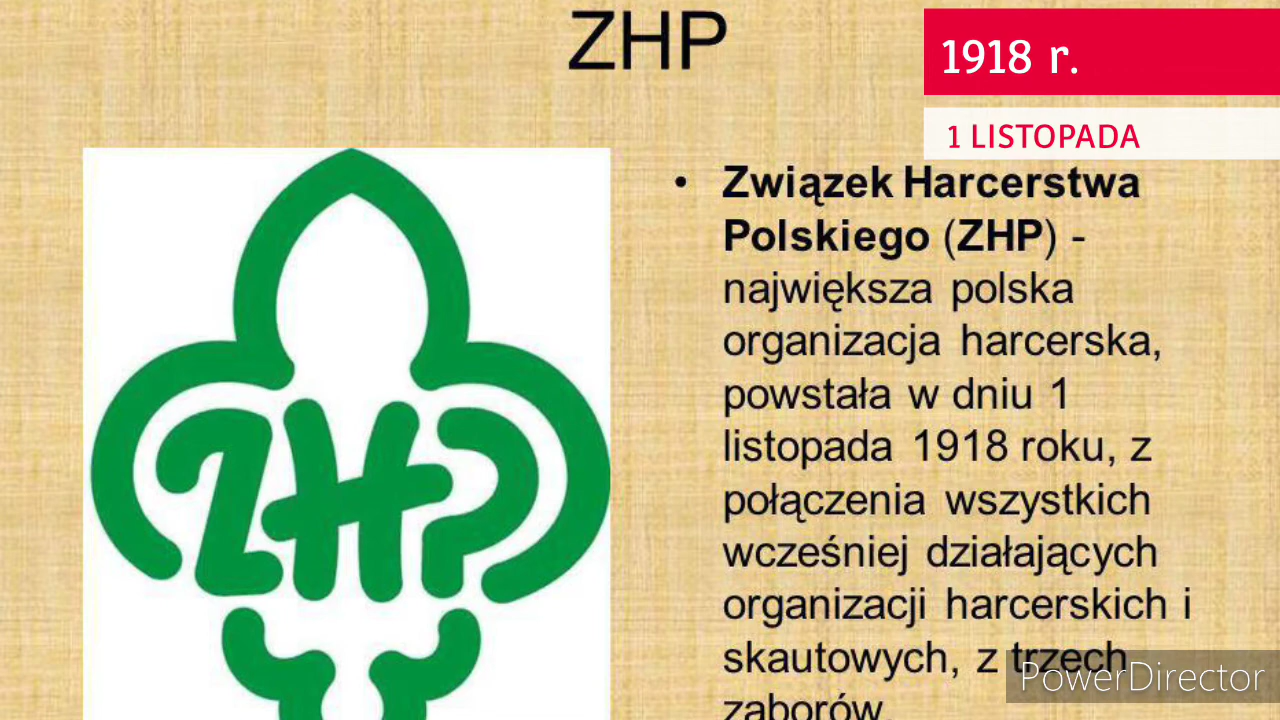 ZHP
1918 r.
1 LISTOPADA
• Związek Harcerstwa
Polskiego (ZHP) -
największa polska
organizacja harcerska,
powstała w dniu 1
listopada 1918 roku, z
połączenia wszystkich
wcześniej działających
organizacji harcerskich i
skautowych, z trzech
zaborów.
ZHP
PowerDirector